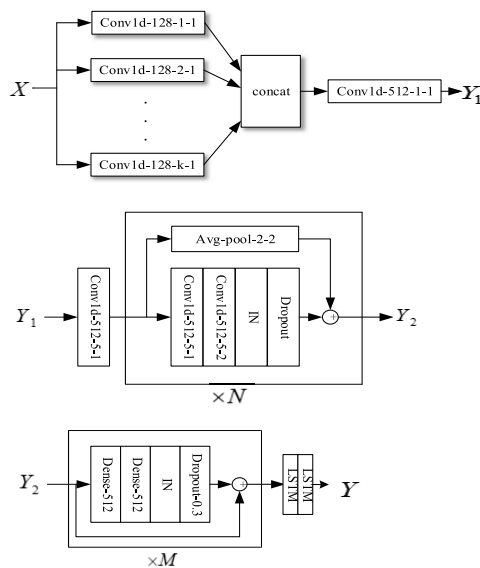 Conv1d-128-1-1
Conv1d-128-2-1
X
.
.
.
Conv1d-128-k-1
concat
Conv1d-512-1-1
Y1
Y1
Conv1d-512-5-1
Avg-pool-2-2
Conv1d-512-5-1
Conv1d-512-5-2
IN
Dropout
+
Y2
×N
Y2
Dense-512
Dense-512
IN
Dropout-0.3
+
LSTM
LSTM
Y
×M